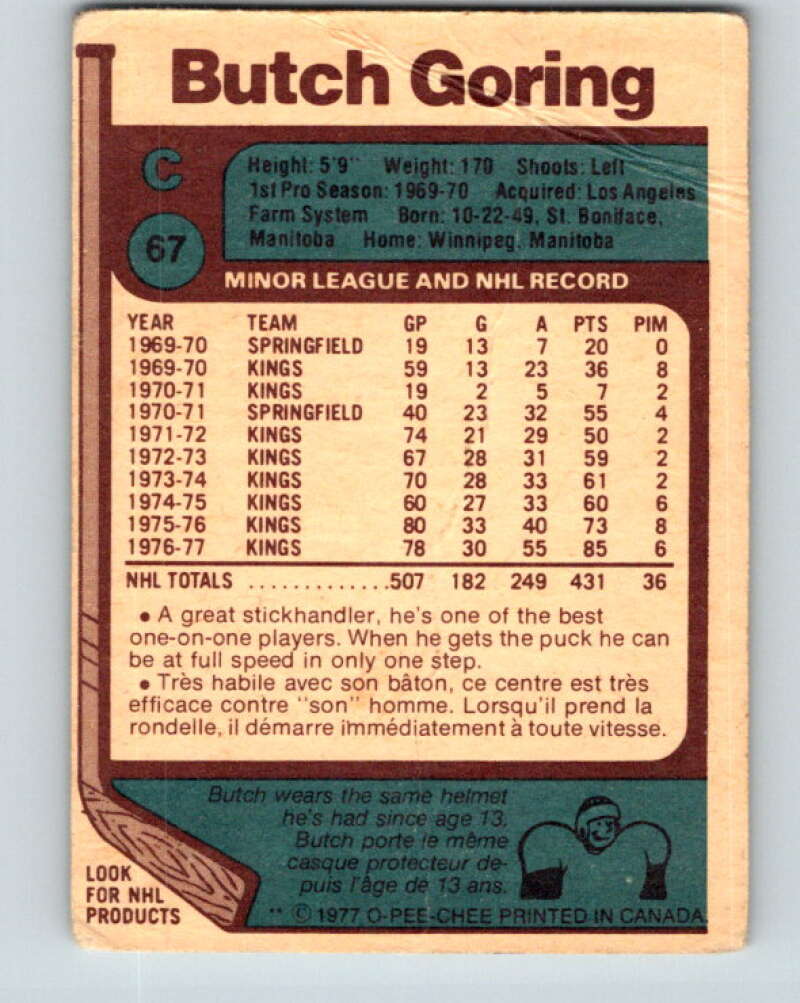 Butch Goring
C
67
Height: 5'9" Weight: 170 Shoots: Left
1st Pro Season: 1969-70 Acquired: Los Angeles
Farm System Born: 10-22-49, St. Boniface,
Manitoba Home: Winnipeg, Manitoba
MINOR LEAGUE AND NHL RECORD
YEAR TEAM GP G A PTS PIM
1969-70 SPRINGFIELD 19 13 7 20 0
1969-70 KINGS 59 13 23 36 8
1970-71 KINGS 19 2 5 7 2
1970-71 SPRINGFIELD 40 23 32 55 4
1971-72 KINGS 74 21 29 50 2
1972-73 KINGS 67 28 31 59 2
1973-74 KINGS 70 28 33 61 2
1974-75 KINGS 60 27 33 60 6
1975-76 KINGS 80 33 40 73 8
1976-77 KINGS 78 30 55 85 6
NHL TOTALS .............507 182 249 431 36
• A great stickhandler, he's one of the best
one-on-one players. When he gets the puck he can
be at full speed in only one step.
• Très habile avec son bâton, ce centre est très
efficace contre "son" homme. Lorsqu'il prend la
rondelle, il démarre immédiatement à toute vitesse.
Butch wears the same helmet
he's had since age 13.
Butch porte le même
casque protecteur de-
puis l'âge de 13 ans.
LOOK
FOR NHL
PRODUCTS
** © 1977 O-PEE-CHEE PRINTED IN CANADA